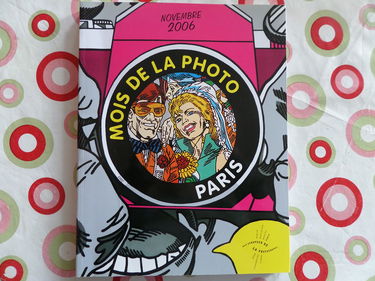 NOVEMBRE
2006
MOIS DE LA PHOTO
PARIS